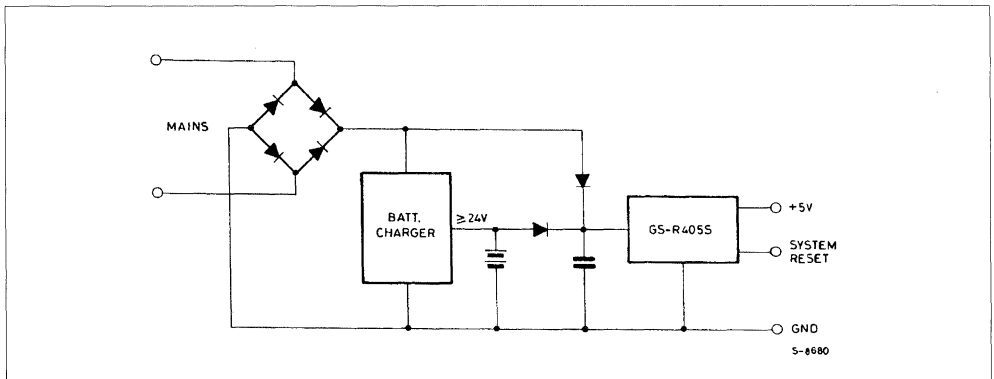 MAINS
BATT.
CHARGER
≥24V
GS-R405S
+5V
SYSTEM
RESET
GND
S-8680